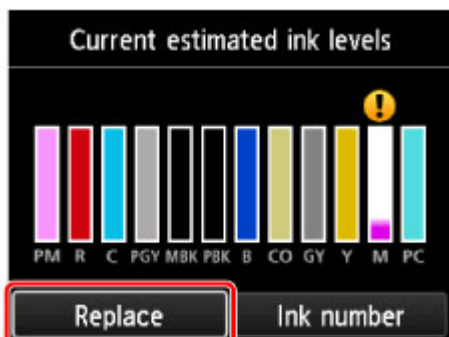 Current estimated ink levels
!
PM R C PGY MBK PBK B CO GY Y M PC
Replace Ink number